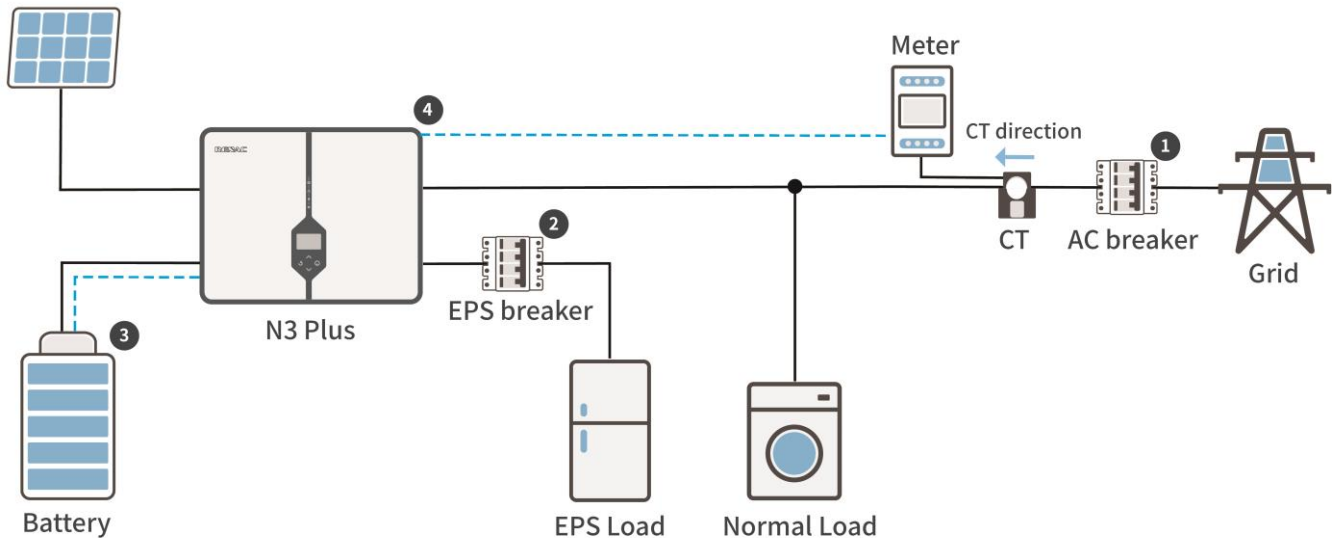 Meter
4
CT direction
1
RENAC
2
CT
AC breaker
Grid
EPS breaker
N3 Plus
3
Battery
EPS Load
Normal Load